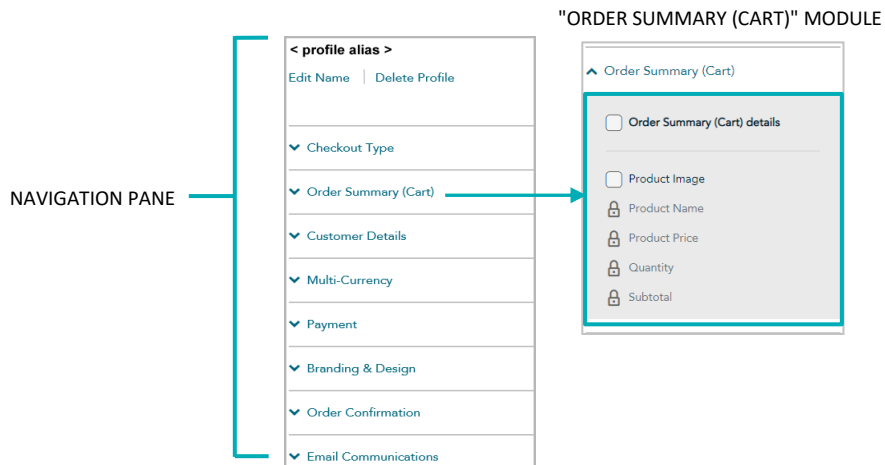 "ORDER SUMMARY (CART)" MODULE
< profile alias >
Edit Name | Delete Profile
Checkout Type
Order Summary (Cart)
Customer Details
Multi-Currency
Payment
Branding & Design
Order Confirmation
Email Communications
NAVIGATION PANE
Order Summary (Cart)
Order Summary (Cart) details
Product Image
Product Name
Product Price
Quantity
Subtotal